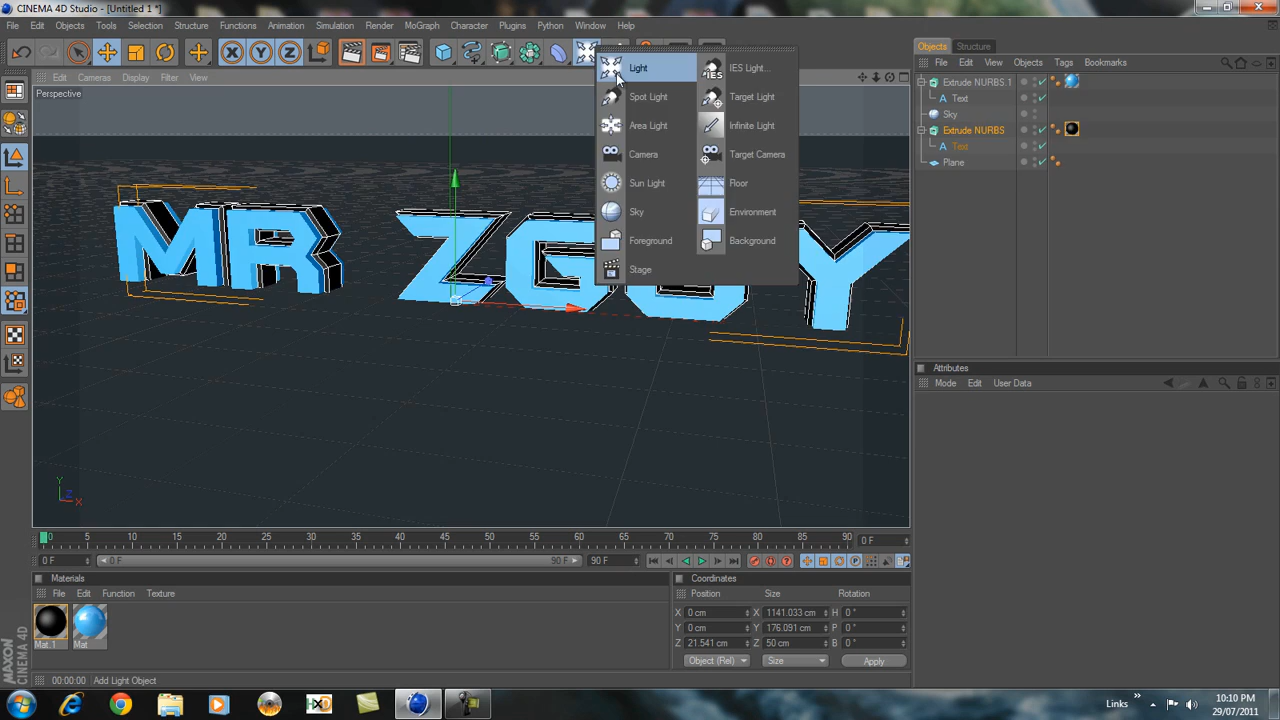 CINEMA 4D Studio - [Untitled 1 *]
File Edit Objects Tools Selection Structure Functions Animation Simulation Render MoGraph Character Plugins Python Window Help
Edit Cameras Display Filter View
Perspective
Light
Spot Light
Area Light
Camera
Sun Light
Sky
Foreground
Stage
IES Light...
Target Light
Infinite Light
Target Camera
Floor
Environment
Background
MR ZGGY
Y
Z X
Objects Structure
File Edit View Objects Tags Bookmarks
Extrude NURBS.1
Text
Sky
Extrude NURBS
Text
Plane
Attributes
Mode Edit User Data
0 5 10 15 20 25 30 35 40 45 50 55 60 65 70 75 80 85 90 0 F
0 F 0 F 90 F 90 F
Materials
File Edit Function Texture
Mat.1 Mat
Coordinates
Position Size Rotation
X 0 cm X 1141.033 cm H 0 °
Y 0 cm Y 176.091 cm P 0 °
Z 21.541 cm Z 50 cm B 0 °
Object (Rel) Size Apply
MAXON
CINEMA 4D
00:00:00 Add Light Object
Links
10:10 PM
29/07/2011